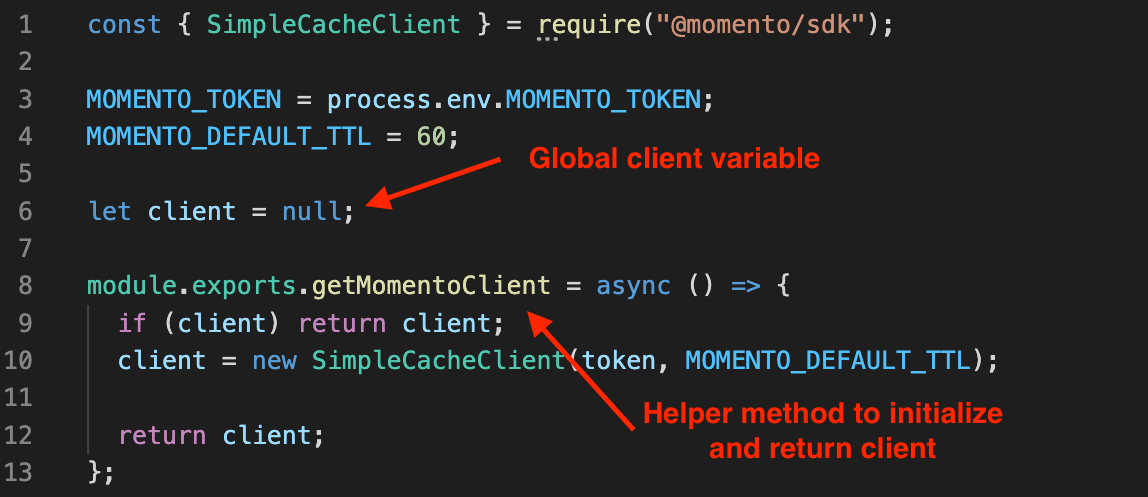 1 const { SimpleCacheClient } = require("@momento/sdk");
2
3 MOMENTO_TOKEN = process.env.MOMENTO_TOKEN;
4 MOMENTO_DEFAULT_TTL = 60;
Global client variable
5
6 let client = null;
7
8 module.exports.getMomentoClient = async () => {
9 if (client) return client;
10 client = new SimpleCacheClient(token, MOMENTO_DEFAULT_TTL);
11
Helper method to initialize
12 return client;
and return client
13 };